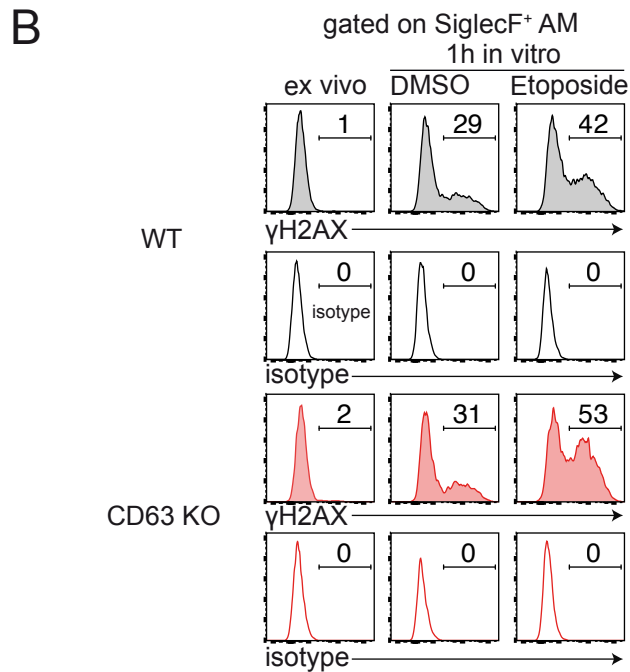 B
gated on SiglecF⁺ AM
1h in vitro
ex vivo DMSO Etoposide
1 29 42
γH2AX
WT
0 0 0
isotype
isotype
2 31 53
γH2AX
CD63 KO
0 0 0
isotype